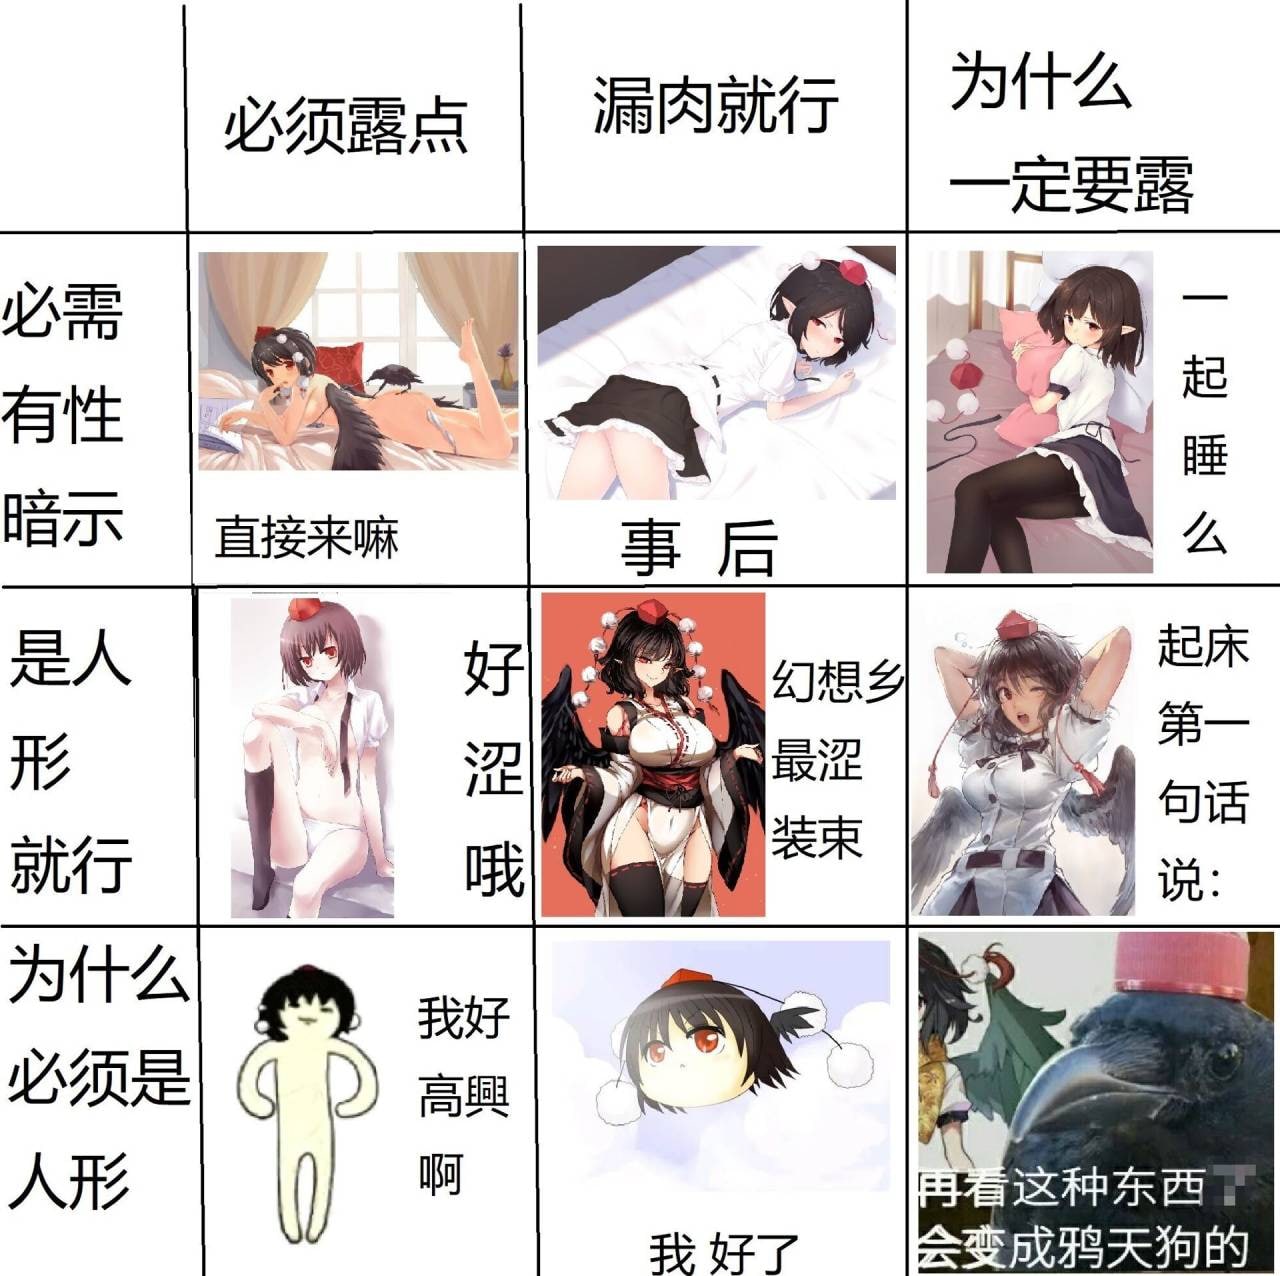 必须露点
漏肉就行
为什么
一定要露
必需
有性
暗示
直接来嘛
事 后
一
起
睡
么
是人
形
就行
好
涩
哦
幻想乡
最涩
装束
起床
第一
句话
说：
为什么
必须是
人形
我好
高興
啊
我 好了
再看这种东西
会变成鸦天狗的